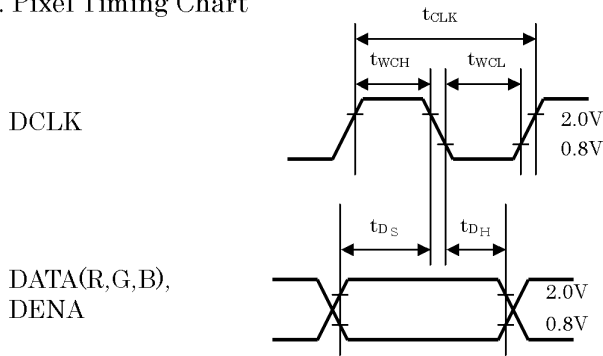 . Pixel Timing Chart
tCLK
tWCH
tWCL
DCLK
2.0V
0.8V
tDS
tDH
DATA(R,G,B),
DENA
2.0V
0.8V